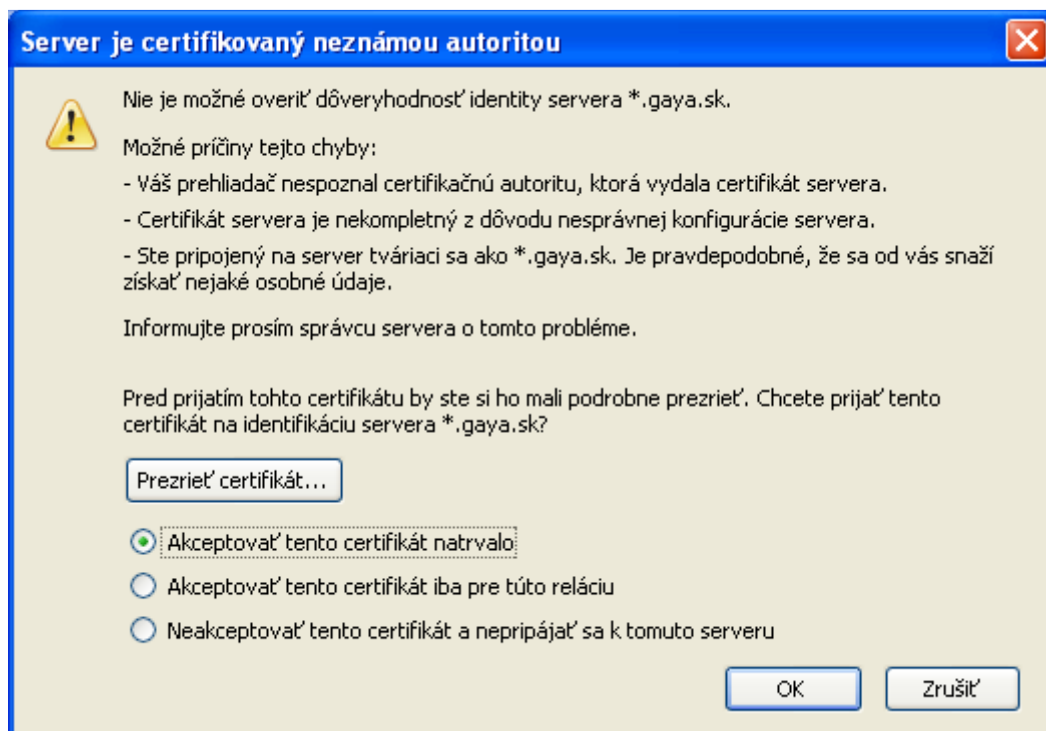 Server je certifikovaný neznámou autoritou
Nie je možné overiť dôveryhodnosť identity servera *.gaya.sk.
Možné príčiny tejto chyby:
- Váš prehliadač nespoznal certifikačnú autoritu, ktorá vydala certifikát servera.
- Certifikát servera je nekompletný z dôvodu nesprávnej konfigurácie servera.
- Ste pripojený na server tváriaci sa ako *.gaya.sk. Je pravdepodobné, že sa od vás snaží
získať nejaké osobné údaje.
Informujte prosím správcu servera o tomto probléme.
Pred prijatím tohto certifikátu by ste si ho mali podrobne prezrieť. Chcete prijať tento
certifikát na identifikáciu servera *.gaya.sk?
Prezrieť certifikát...
Akceptovať tento certifikát natrvalo
Akceptovať tento certifikát iba pre túto reláciu
Neakceptovať tento certifikát a nepripájať sa k tomuto serveru
OK
Zrušiť